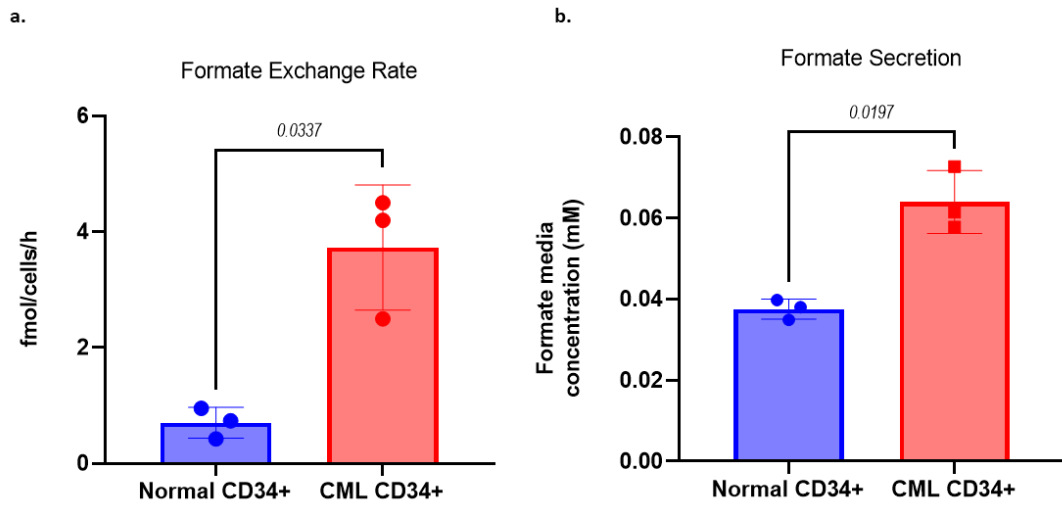 a.
Formate Exchange Rate
0.0337
fmol/cells/h
6
4
2
0
Normal CD34+ CML CD34+
b.
Formate Secretion
0.0197
Formate media
concentration (mM)
0.08
0.06
0.04
0.02
0.00
Normal CD34+ CML CD34+